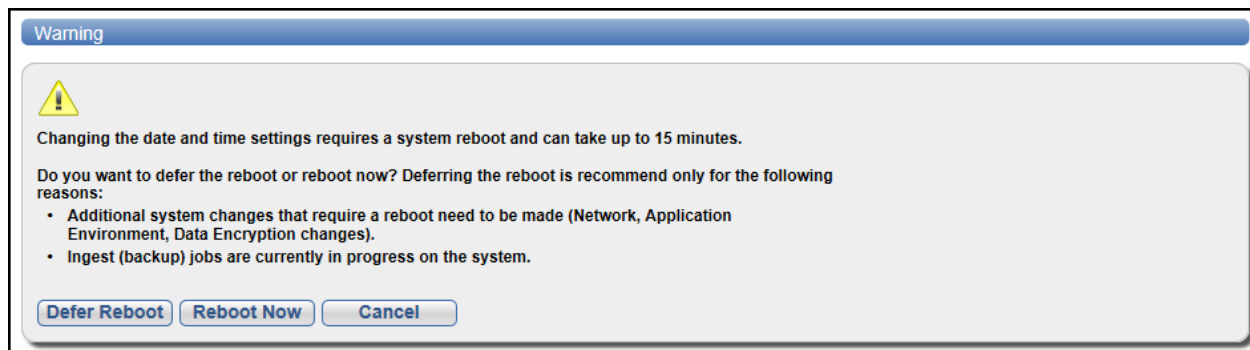 Warning
Changing the date and time settings requires a system reboot and can take up to 15 minutes.
Do you want to defer the reboot or reboot now? Deferring the reboot is recommend only for the following
reasons:
• Additional system changes that require a reboot need to be made (Network, Application
Environment, Data Encryption changes).
• Ingest (backup) jobs are currently in progress on the system.
Defer Reboot Reboot Now Cancel